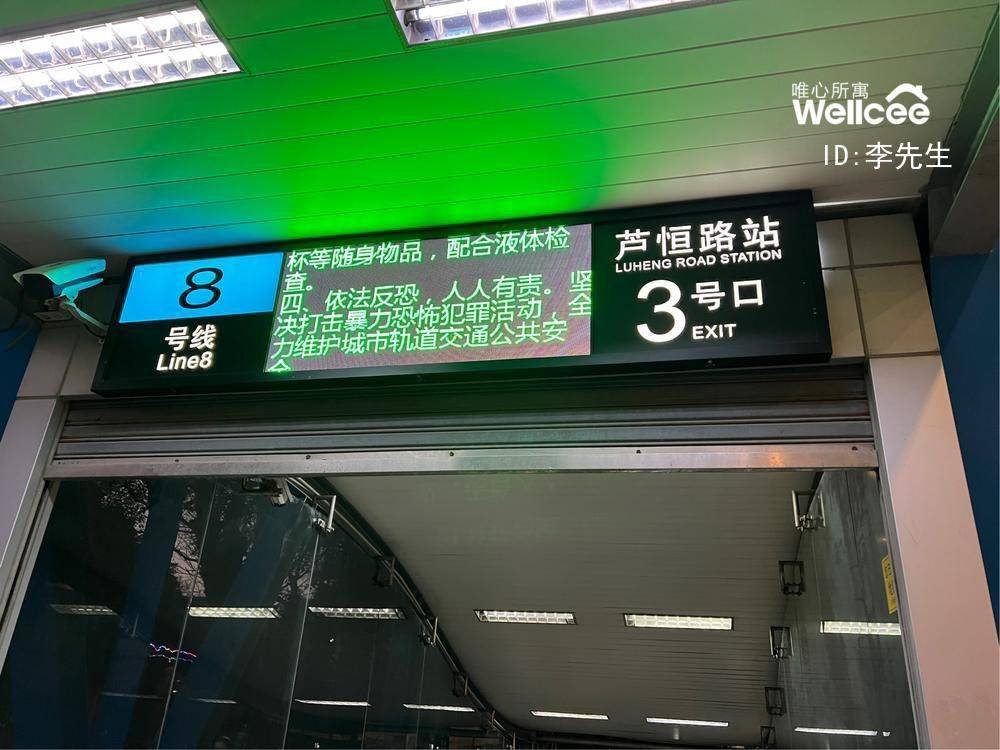 唯心所寓
Wellcee
ID:李先生
8
号线
Line8
杯等随身物品，配合液体检
查。
四、依法反恐，人人有责。坚
决打击暴力恐怖犯罪活动，全
力维护城市轨道交通公共安
芦恒路站
LUHENG ROAD STATION
3号口
EXIT